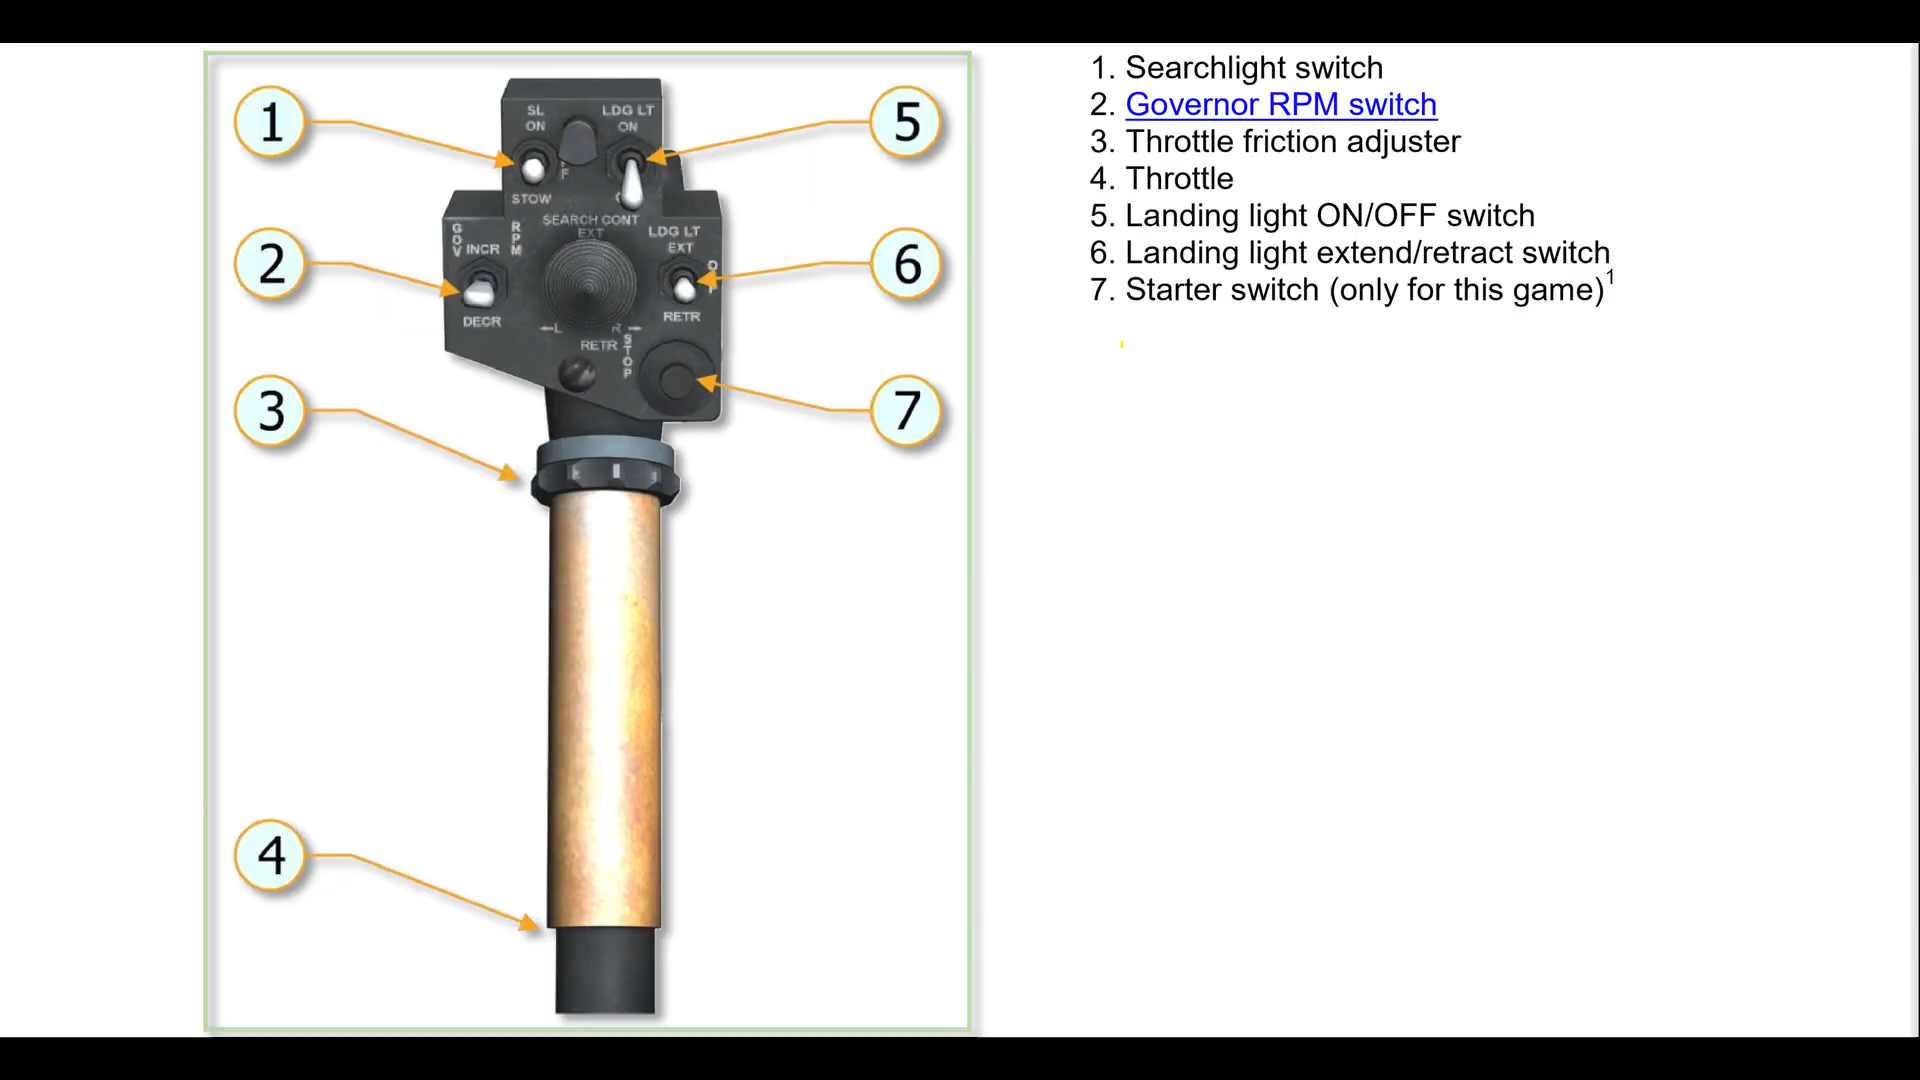 1
2
3
4
5
6
7
SL
ON
STOW
LDG LT
ON
SEARCH CONT
EXT
GOV
RPM
INCR
DECR
LDG LT
EXT
RETR
L
R
RETR
STOP
1. Searchlight switch
2. Governor RPM switch
3. Throttle friction adjuster
4. Throttle
5. Landing light ON/OFF switch
6. Landing light extend/retract switch
7. Starter switch (only for this game)1